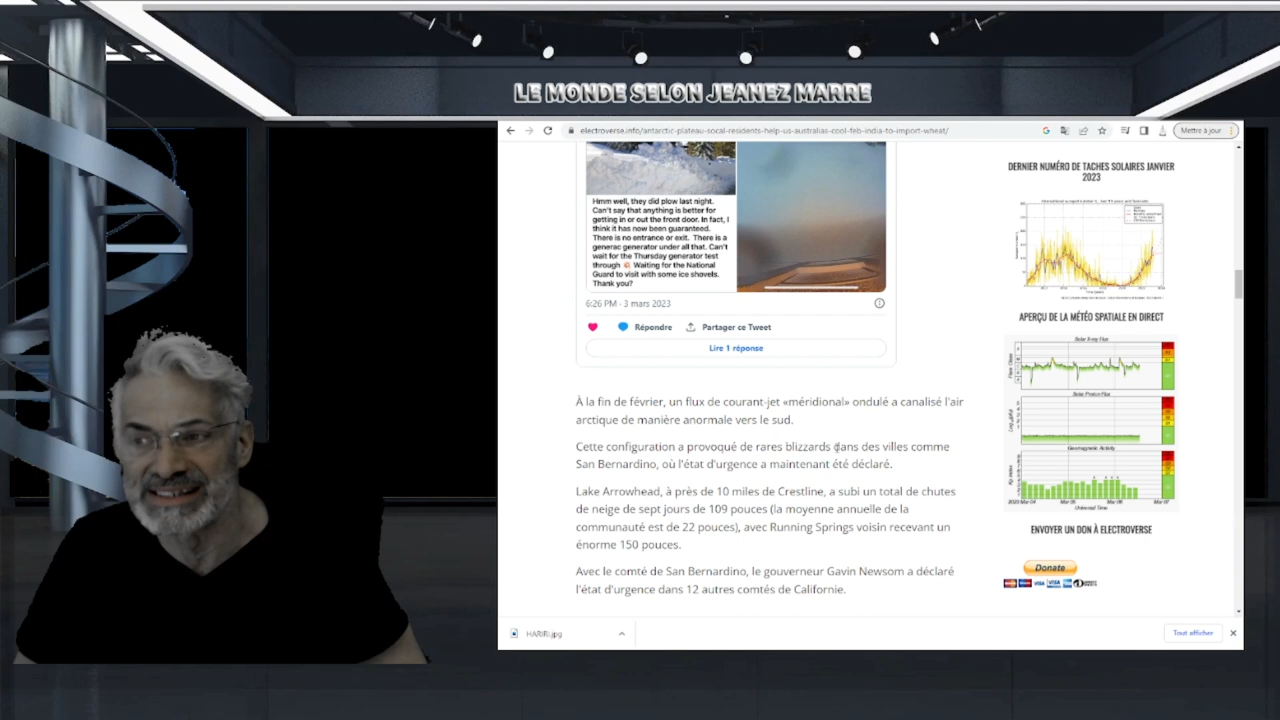 LE MONDE SELON JEANEZ MARRE
electroverse.info/antarctic-plateau-socal-residents-help-us-australias-cool-feb-india-to-import-wheat/
Mettre à jour
Hmm well, they did plow last night.
Can't say that anything is better for
getting in or out the front door. In fact, I
think it has now been guaranteed.
There is no entrance or exit. There is a
generac generator under all that. Can't
wait for the Thursday generator test
through Waiting for the National
Guard to visit with some ice shovels.
Thank you?
6:26 PM · 3 mars 2023
Répondre
Partager ce Tweet
Lire 1 réponse
À la fin de février, un flux de courant-jet «méridional» ondulé a canalisé l'air
arctique de manière anormale vers le sud.
Cette configuration a provoqué de rares blizzards dans des villes comme
San Bernardino, où l'état d'urgence a maintenant été déclaré.
Lake Arrowhead, à près de 10 miles de Crestline, a subi un total de chutes
de neige de sept jours de 109 pouces (la moyenne annuelle de la
communauté est de 22 pouces), avec Running Springs voisin recevant un
énorme 150 pouces.
Avec le comté de San Bernardino, le gouverneur Gavin Newsom a déclaré
l'état d'urgence dans 12 autres comtés de Californie.
DERNIER NUMÉRO DE TACHES SOLAIRES JANVIER
2023
APERÇU DE LA MÉTÉO SPATIALE EN DIRECT
Solar X-ray Flux
Solar Proton Flux
Geomagnetic Activity
Universal Time
ENVOYER UN DON À ELECTROVERSE
Donate
HARIRI.jpg
Tout afficher